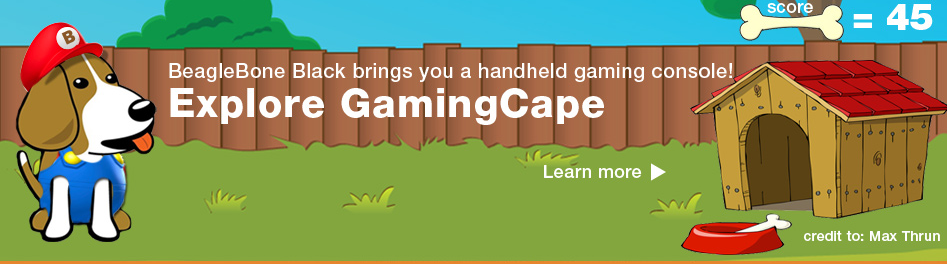 score
= 45
B
BeagleBone Black brings you a handheld gaming console!
Explore GamingCape
Learn more
credit to: Max Thrun